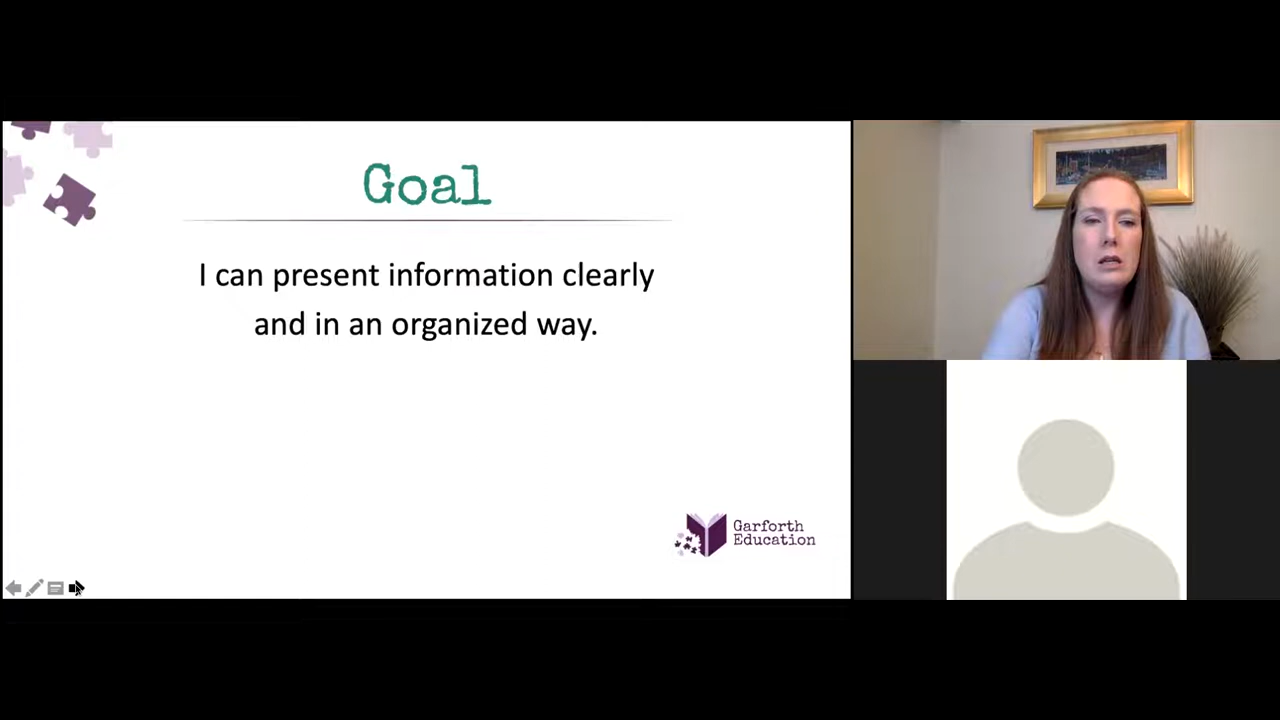 Goal
I can present information clearly
and in an organized way.
Garforth
Education